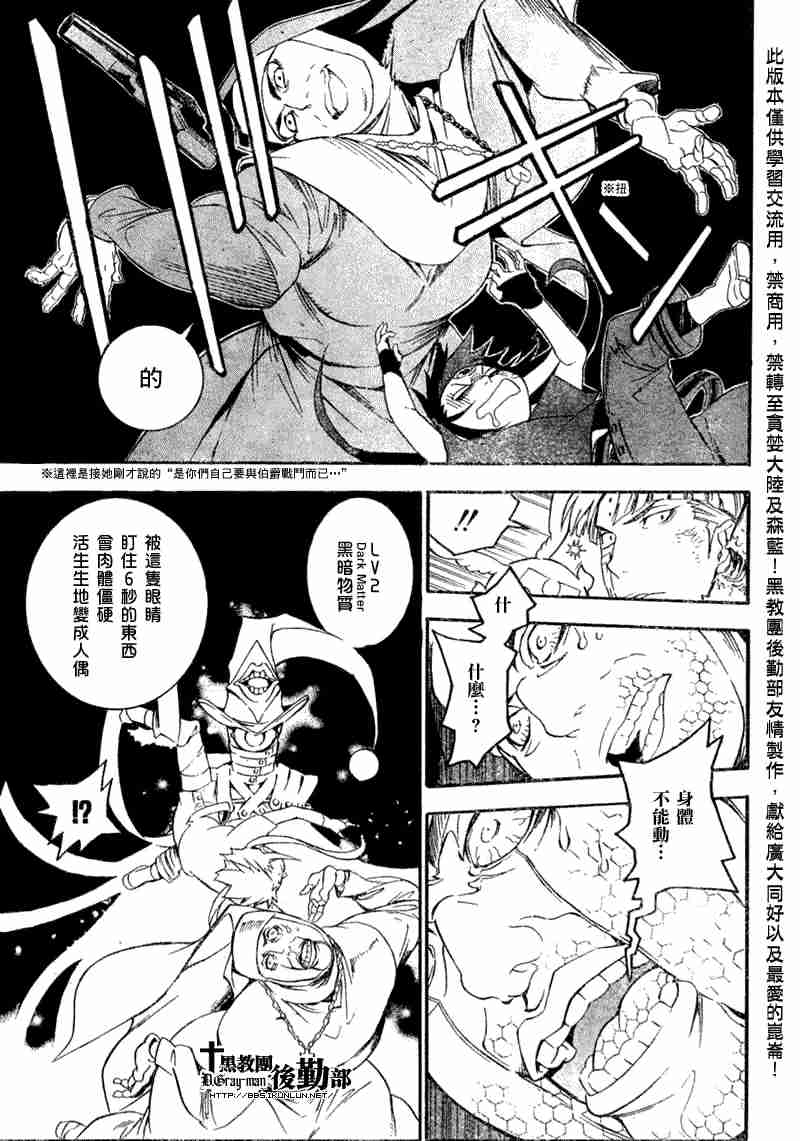 ※扭
的
※這裡是接她剛才說的“是你們自己要與伯爵戰鬥而已…”
!!
什
什麼…?
身體
不能動…
LV2
Dark Matter
黑暗物質
被這隻眼睛
盯住6秒的東西
會肉體僵硬
活生生地變成人偶
!?
黑教團
D.Gray-man
後勤部
HTTP://BBSIKUNLUN.NET/
此版本僅供學習交流用，禁商用，禁轉至貪婪大陸及森藍！黑教團後勤部友情製作，獻給廣大同好以及最愛的崑崙！